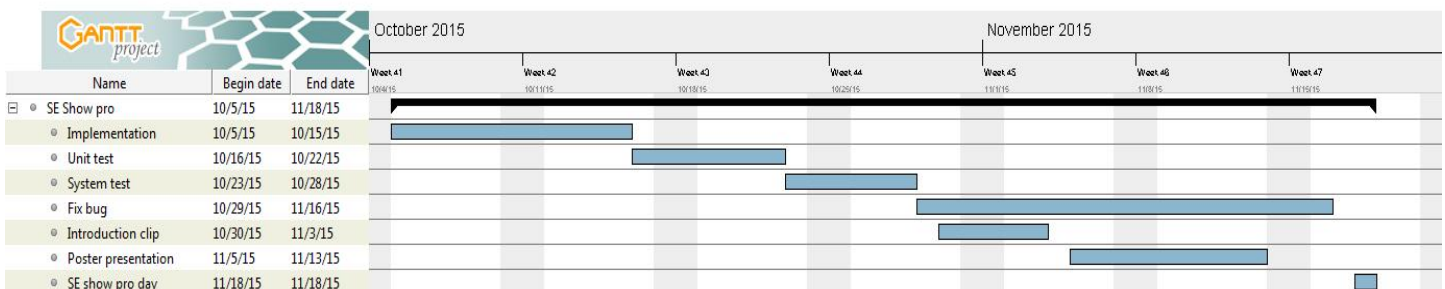 GANTT
project
October 2015 November 2015
Week 41 Week 42 Week 43 Week 44 Week 45 Week 46 Week 47
10/4/15 10/11/15 10/18/15 10/25/15 11/1/15 11/8/15 11/15/15
Name Begin date End date
SE Show pro 10/5/15 11/18/15
Implementation 10/5/15 10/15/15
Unit test 10/16/15 10/22/15
System test 10/23/15 10/28/15
Fix bug 10/29/15 11/16/15
Introduction clip 10/30/15 11/3/15
Poster presentation 11/5/15 11/13/15
SE show pro day 11/18/15 11/18/15